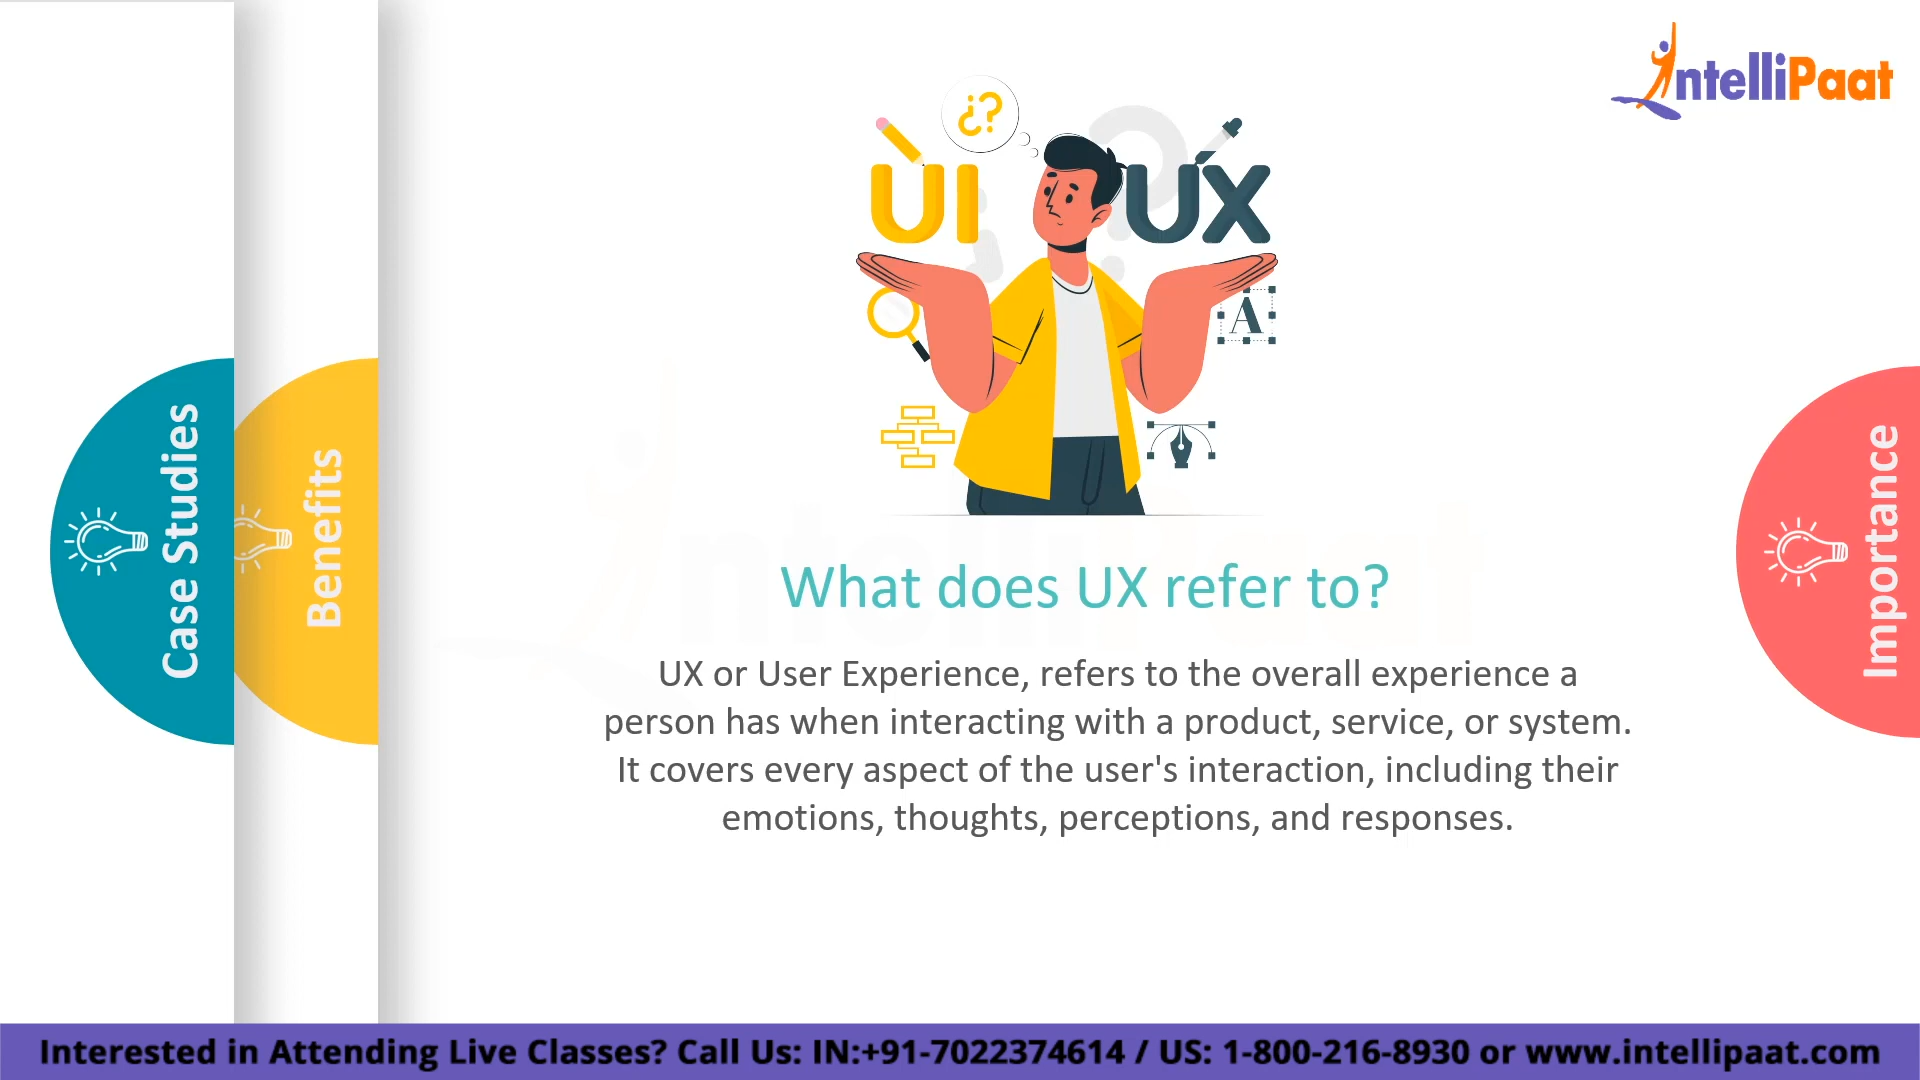 IntelliPaat
¿?
UI
UX
A
Case Studies
Benefits
Importance
What does UX refer to?
UX or User Experience, refers to the overall experience a
person has when interacting with a product, service, or system.
It covers every aspect of the user's interaction, including their
emotions, thoughts, perceptions, and responses.
Interested in Attending Live Classes? Call Us: IN:+91-7022374614 / US: 1-800-216-8930 or www.intellipaat.com